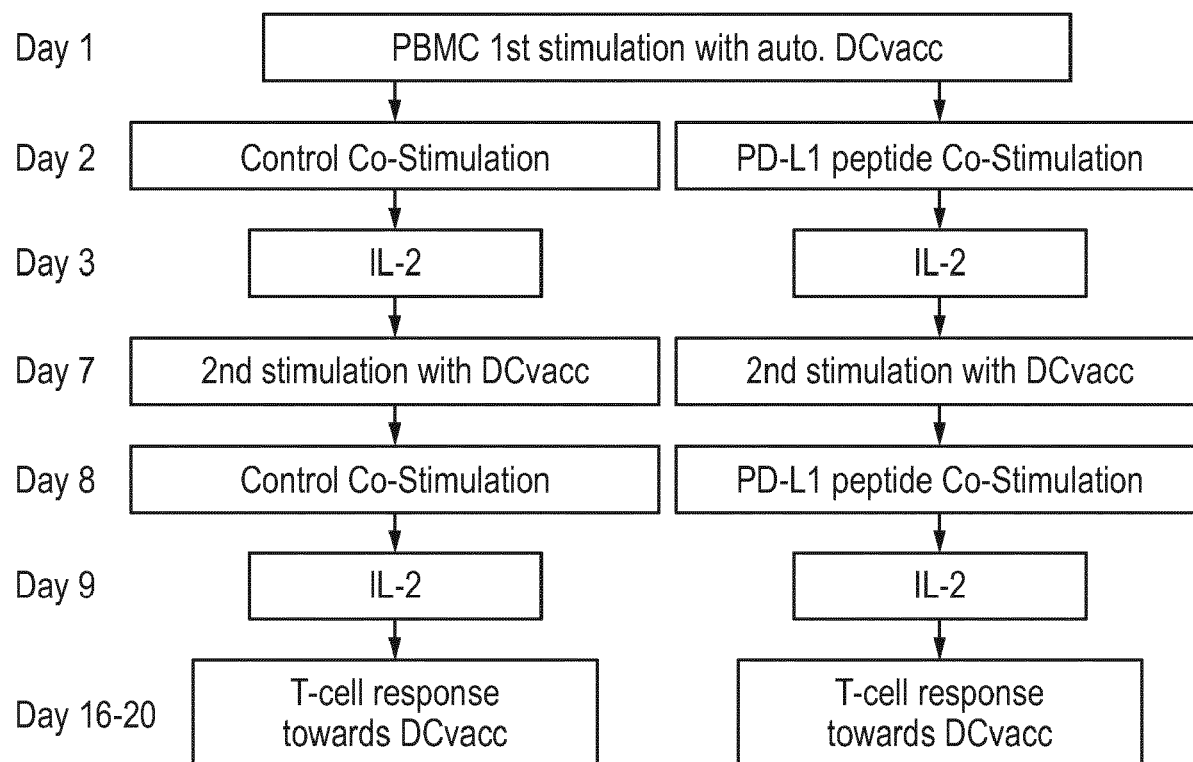 Day 1
PBMC 1st stimulation with auto. DCvacc
Day 2
Control Co-Stimulation
PD-L1 peptide Co-Stimulation
Day 3
IL-2
IL-2
Day 7
2nd stimulation with DCvacc
2nd stimulation with DCvacc
Day 8
Control Co-Stimulation
PD-L1 peptide Co-Stimulation
Day 9
IL-2
IL-2
Day 16-20
T-cell response
towards DCvacc
T-cell response
towards DCvacc